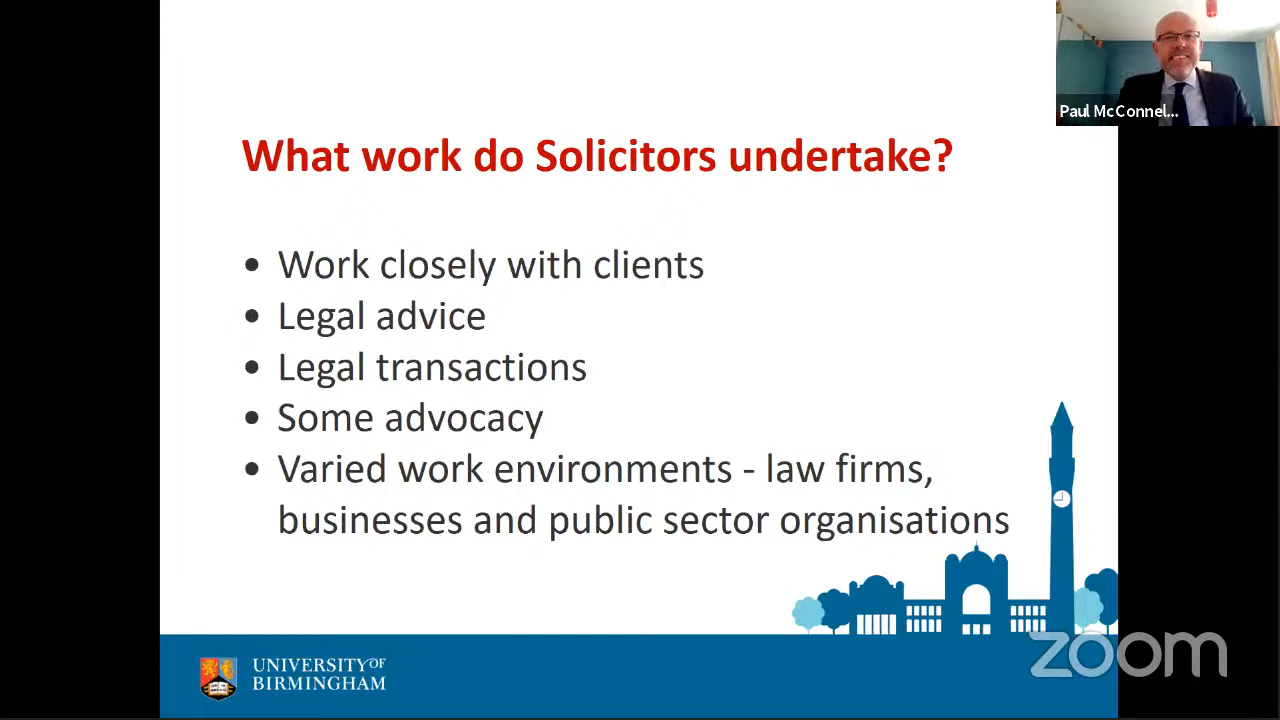 Paul McConnel...
What work do Solicitors undertake?
• Work closely with clients
• Legal advice
• Legal transactions
• Some advocacy
• Varied work environments - law firms,
businesses and public sector organisations
UNIVERSITY OF
BIRMINGHAM
zoom